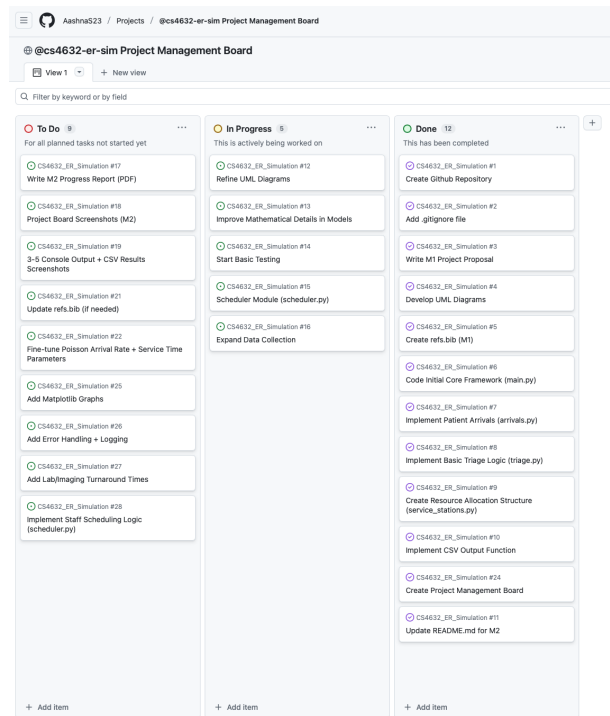 AashnaS23 / Projects / @cs4632-er-sim Project Management Board
@cs4632-er-sim Project Management Board
View 1
+ New view
Filter by keyword or by field
To Do 9 ...
For all planned tasks not started yet
CS4632_ER_Simulation #17
Write M2 Progress Report (PDF)
CS4632_ER_Simulation #18
Project Board Screenshots (M2)
CS4632_ER_Simulation #19
3-5 Console Output + CSV Results
Screenshots
CS4632_ER_Simulation #21
Update refs.bib (if needed)
CS4632_ER_Simulation #22
Fine-tune Poisson Arrival Rate + Service Time
Parameters
CS4632_ER_Simulation #25
Add Matplotlib Graphs
CS4632_ER_Simulation #26
Add Error Handling + Logging
CS4632_ER_Simulation #27
Add Lab/Imaging Turnaround Times
CS4632_ER_Simulation #28
Implement Staff Scheduling Logic
(scheduler.py)
+ Add item
In Progress 5 ...
This is actively being worked on
CS4632_ER_Simulation #12
Refine UML Diagrams
CS4632_ER_Simulation #13
Improve Mathematical Details in Models
CS4632_ER_Simulation #14
Start Basic Testing
CS4632_ER_Simulation #15
Scheduler Module (scheduler.py)
CS4632_ER_Simulation #16
Expand Data Collection
+ Add item
Done 12 ...
This has been completed
CS4632_ER_Simulation #1
Create Github Repository
CS4632_ER_Simulation #2
Add .gitignore file
CS4632_ER_Simulation #3
Write M1 Project Proposal
CS4632_ER_Simulation #4
Develop UML Diagrams
CS4632_ER_Simulation #5
Create refs.bib (M1)
CS4632_ER_Simulation #6
Code Initial Core Framework (main.py)
CS4632_ER_Simulation #7
Implement Patient Arrivals (arrivals.py)
CS4632_ER_Simulation #8
Implement Basic Triage Logic (triage.py)
CS4632_ER_Simulation #9
Create Resource Allocation Structure
(service_stations.py)
CS4632_ER_Simulation #10
Implement CSV Output Function
CS4632_ER_Simulation #24
Create Project Management Board
CS4632_ER_Simulation #11
Update README.md for M2
+ Add item
+